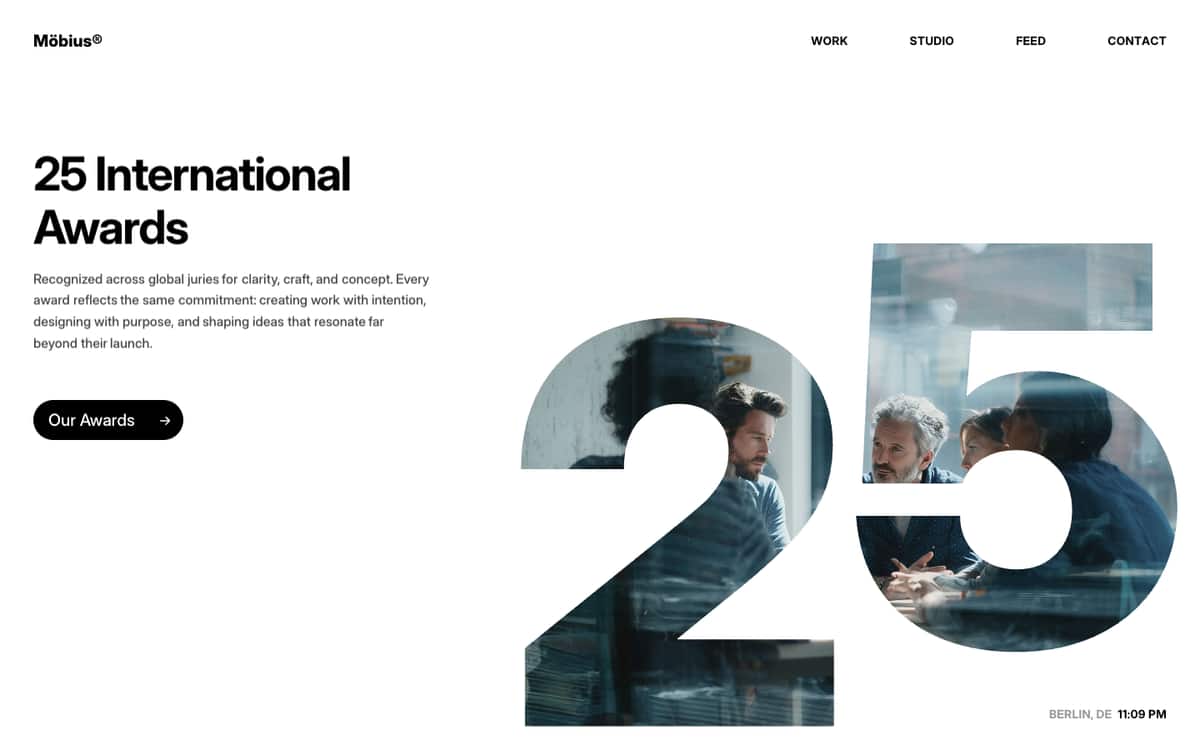 Möbius®
WORK STUDIO FEED CONTACT
25 International
Awards
Recognized across global juries for clarity, craft, and concept. Every
award reflects the same commitment: creating work with intention,
designing with purpose, and shaping ideas that resonate far
beyond their launch.
Our Awards →
25
BERLIN, DE 11:09 PM